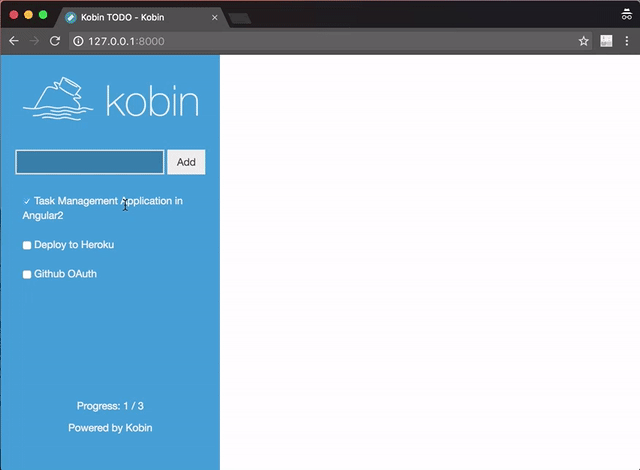 Kobin TODO - Kobin
127.0.0.1:8000
kobin
Add
Task Management Application in
Angular2
Deploy to Heroku
Github OAuth
Progress: 1 / 3
Powered by Kobin